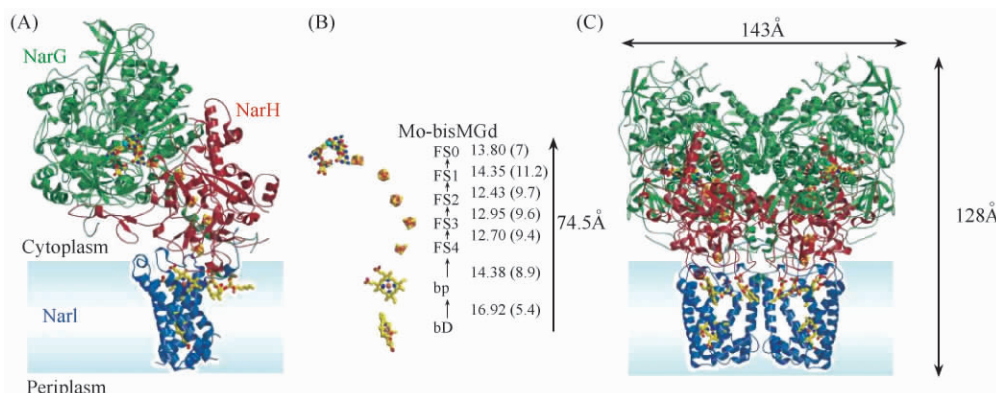 (A)
NarG
NarH
Cytoplasm
NarI
Periplasm
(B)
Mo-bisMGd
FS0 13.80 (7)
FS1 14.35 (11.2)
FS2 12.43 (9.7)
FS3 12.95 (9.6)
FS4 12.70 (9.4)
bp 14.38 (8.9)
bD 16.92 (5.4)
74.5Å
(C)
143Å
128Å